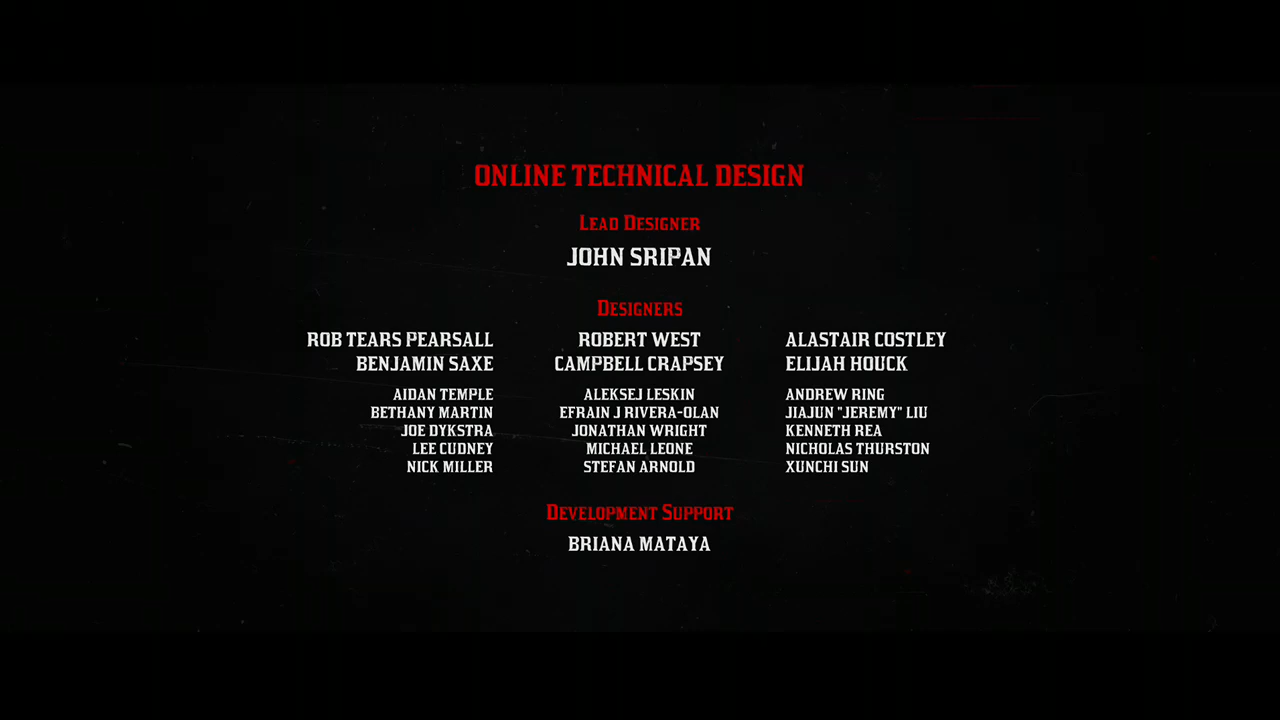 ONLINE TECHNICAL DESIGN
LEAD DESIGNER
JOHN SRIPAN
DESIGNERS
ROB TEARS PEARSALL ROBERT WEST ALASTAIR COSTLEY
BENJAMIN SAXE CAMPBELL CRAPSEY ELIJAH HOUCK
AIDAN TEMPLE ALEKSEJ LESKIN ANDREW RING
BETHANY MARTIN EFRAIN J RIVERA-OLAN JIAJUN "JEREMY" LIU
JOE DYKSTRA JONATHAN WRIGHT KENNETH REA
LEE CUDNEY MICHAEL LEONE NICHOLAS THURSTON
NICK MILLER STEFAN ARNOLD XUNCHI SUN
DEVELOPMENT SUPPORT
BRIANA MATAYA